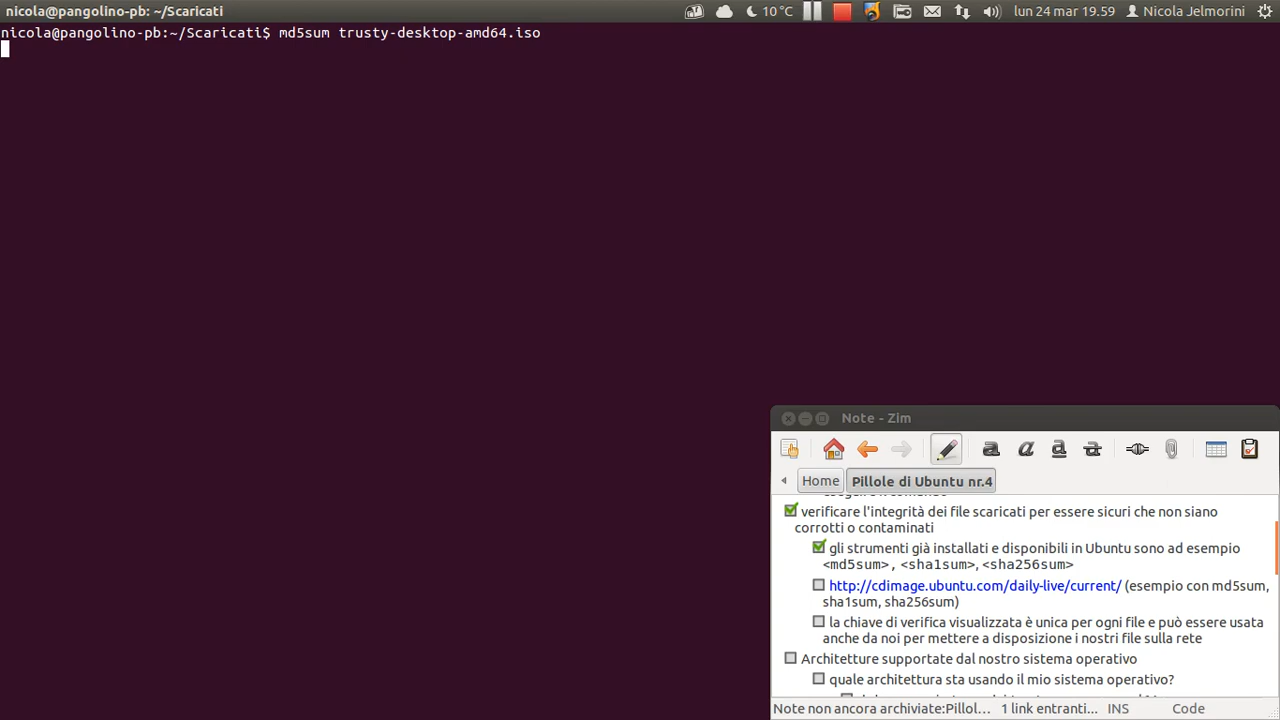 nicola@pangolino-pb: ~/Scaricati
10 °C
lun 24 mar 19.59
Nicola Jelmorini
nicola@pangolino-pb:~/Scaricati$ md5sum trusty-desktop-amd64.iso
Note - Zim
Home
Pillole di Ubuntu nr.4
verificare l'integrità dei file scaricati per essere sicuri che non siano
corrotti o contaminati
gli strumenti già installati e disponibili in Ubuntu sono ad esempio
<md5sum>, <sha1sum>, <sha256sum>
http://cdimage.ubuntu.com/daily-live/current/ (esempio con md5sum,
sha1sum, sha256sum)
la chiave di verifica visualizzata è unica per ogni file e può essere usata
anche da noi per mettere a disposizione i nostri file sulla rete
Architetture supportate dal nostro sistema operativo
quale architettura sta usando il mio sistema operativo?
Note non ancora archiviate:Pillol...
1 link entranti...
INS
Code